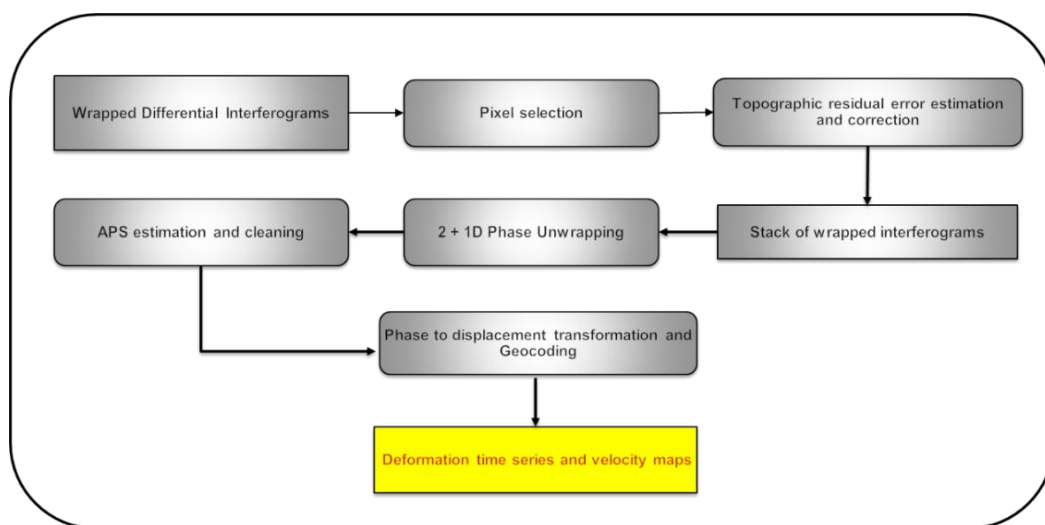 Wrapped Differential Interferograms
Pixel selection
Topographic residual error estimation
and correction
Stack of wrapped interferograms
2 + 1D Phase Unwrapping
APS estimation and cleaning
Phase to displacement transformation and
Geocoding
Deformation time series and velocity maps